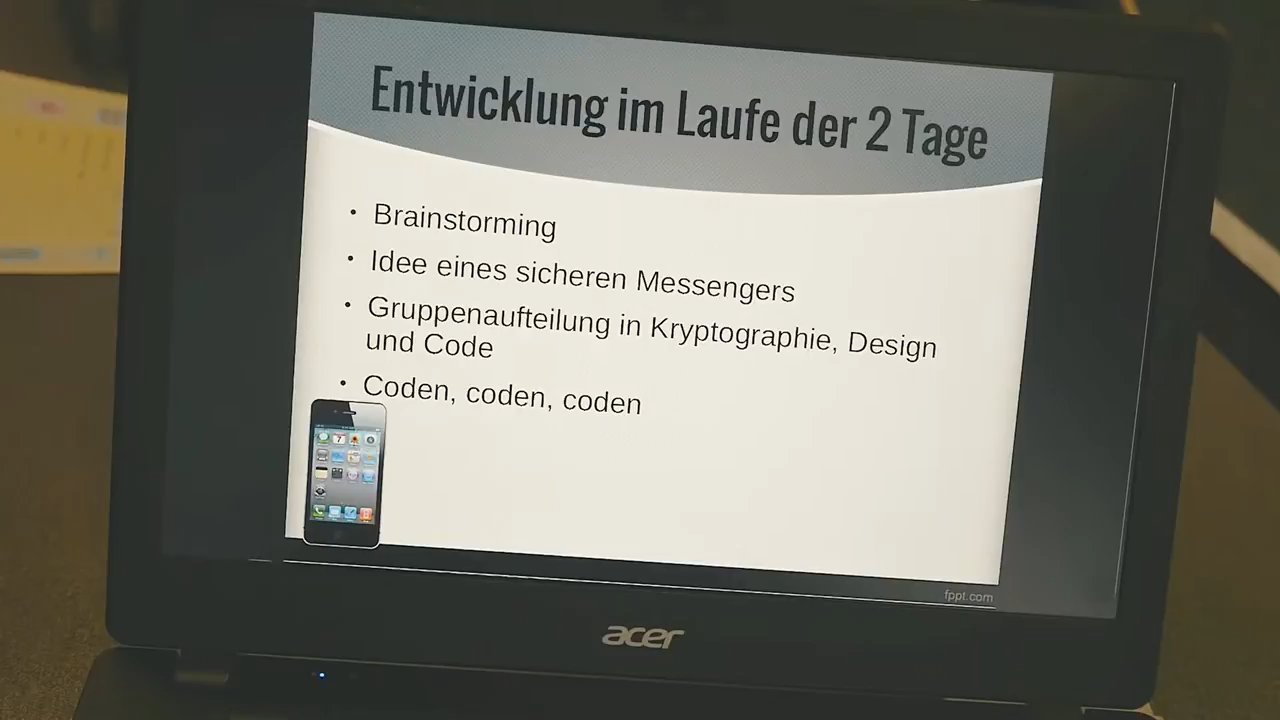 Entwicklung im Laufe der 2 Tage
• Brainstorming
• Idee eines sicheren Messengers
• Gruppenaufteilung in Kryptographie, Design
und Code
• Coden, coden, coden
fppt.com
acer